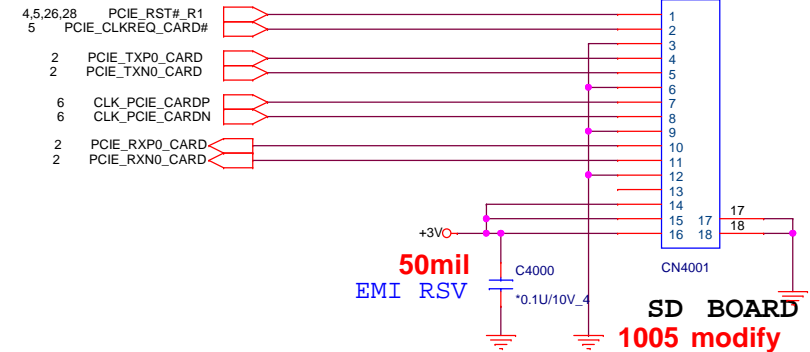 4,5,26,28 PCIE_RST#_R1
5 PCIE_CLKREQ_CARD#
2 PCIE_TXP0_CARD
2 PCIE_TXN0_CARD
6 CLK_PCIE_CARDP
6 CLK_PCIE_CARDN
2 PCIE_RXP0_CARD
2 PCIE_RXN0_CARD
1
2
3
4
5
6
7
8
9
10
11
12
13
14
15 17 17
16 18 18
+3V
50mil
EMI RSV
C4000
*0.1U/10V_4
CN4001
SD BOARD
1005 modify